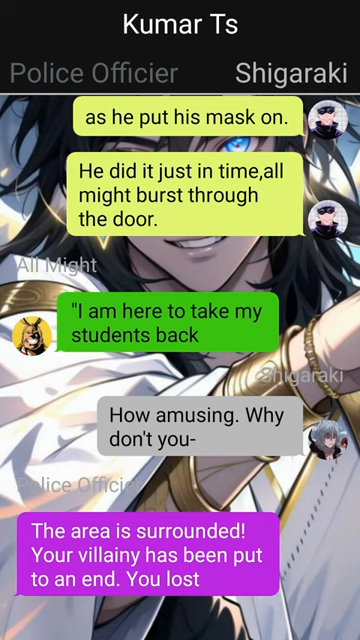 Kumar Ts
Police Officier
Shigaraki
as he put his mask on.
He did it just in time,all
might burst through
the door.
All Might
"I am here to take my
students back
Shigaraki
How amusing. Why
don't you-
Police Officier
The area is surrounded!
Your villainy has been put
to an end. You lost